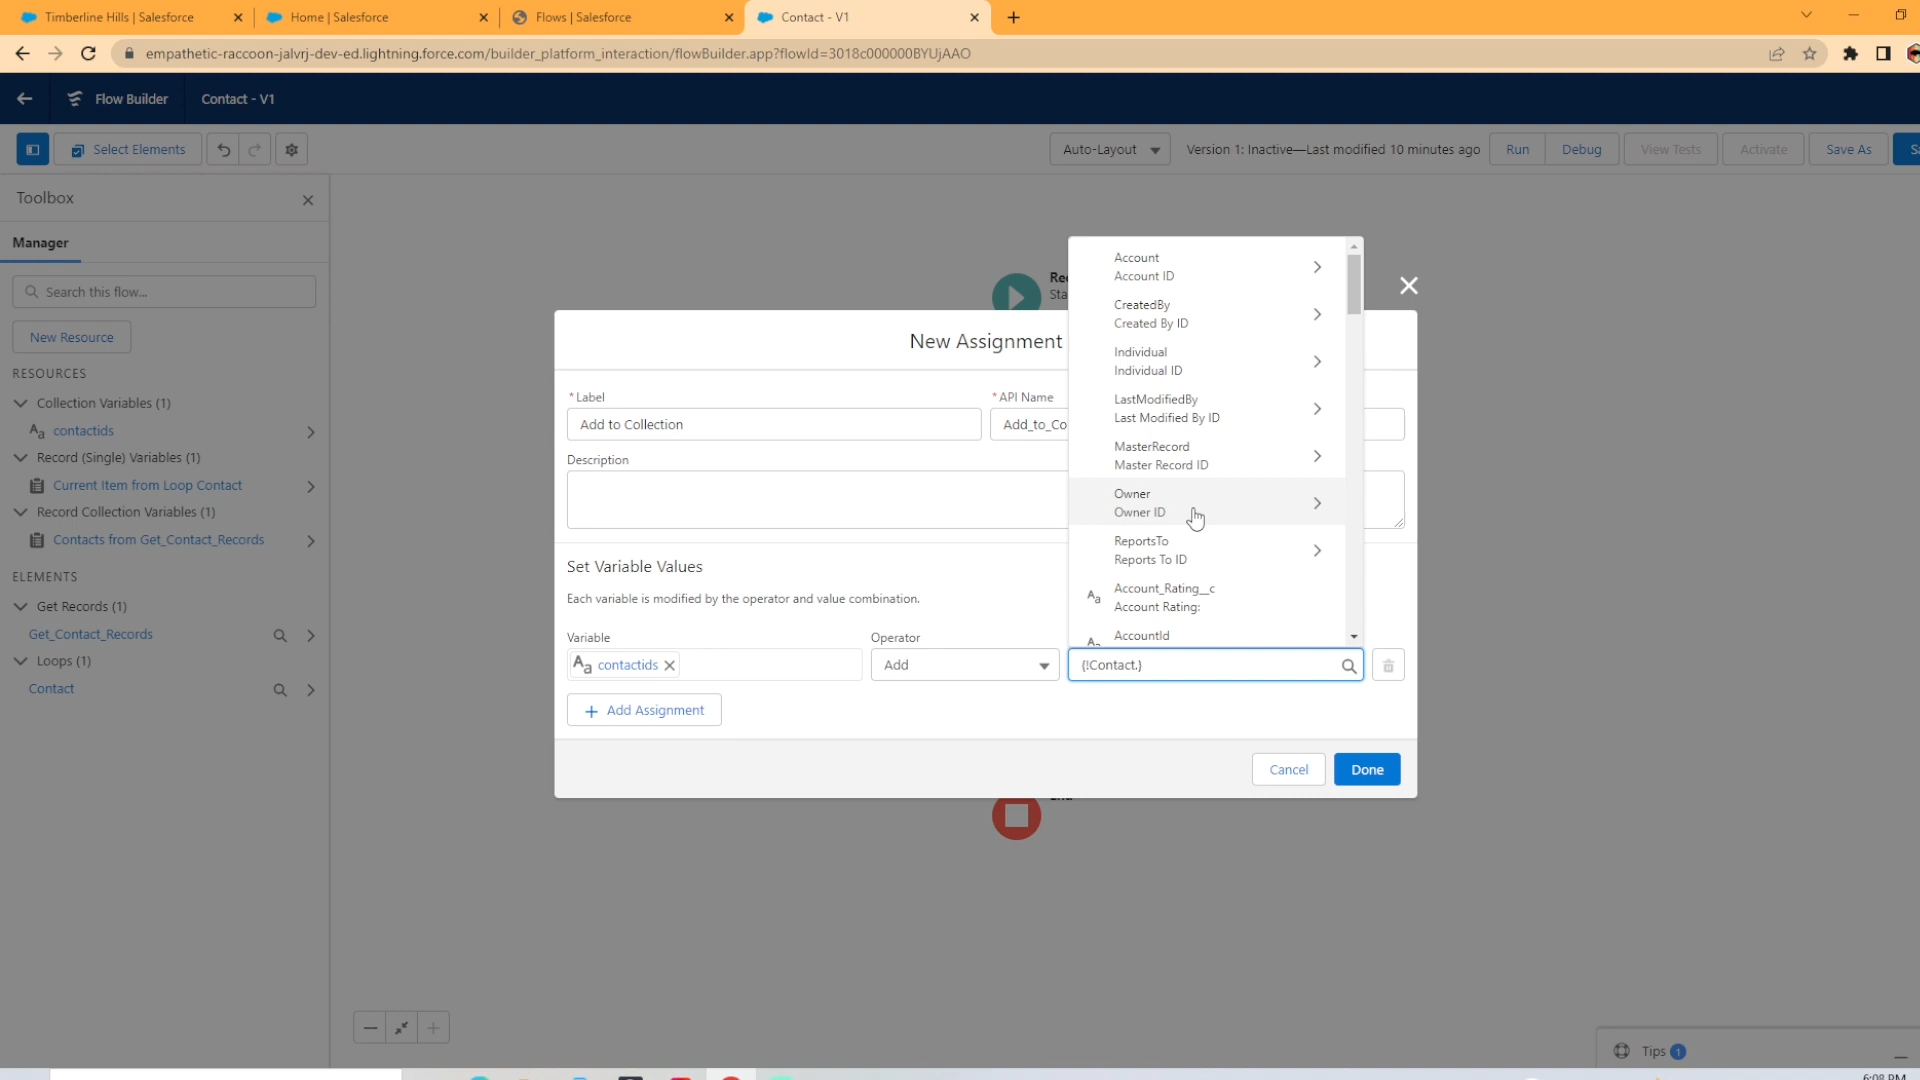 Timberline Hills | Salesforce
Home | Salesforce
Flows | Salesforce
Contact - V1
empathetic-raccoon-jalvrj-dev-ed.lightning.force.com/builder_platform_interaction/flowBuilder.app?flowId=3018c000000BYUjAAO
Flow Builder
Contact - V1
Select Elements
Auto-Layout
Version 1: Inactive—Last modified 10 minutes ago
Run
Debug
View Tests
Activate
Save As
Toolbox
Manager
Search this flow...
New Resource
RESOURCES
Collection Variables (1)
Aa contactids
Record (Single) Variables (1)
Current Item from Loop Contact
Record Collection Variables (1)
Contacts from Get_Contact_Records
ELEMENTS
Get Records (1)
Get_Contact_Records
Loops (1)
Contact
New Assignment
* Label
Add to Collection
* API Name
Add_to_Co
Description
Set Variable Values
Each variable is modified by the operator and value combination.
Variable
Aa contactids
Operator
Add
{!Contact.}
Add Assignment
Cancel
Done
Account
Account ID
CreatedBy
Created By ID
Individual
Individual ID
LastModifiedBy
Last Modified By ID
MasterRecord
Master Record ID
Owner
Owner ID
ReportsTo
Reports To ID
Aa Account_Rating__c
Account Rating:
AccountId
Tips 1
6:08 PM